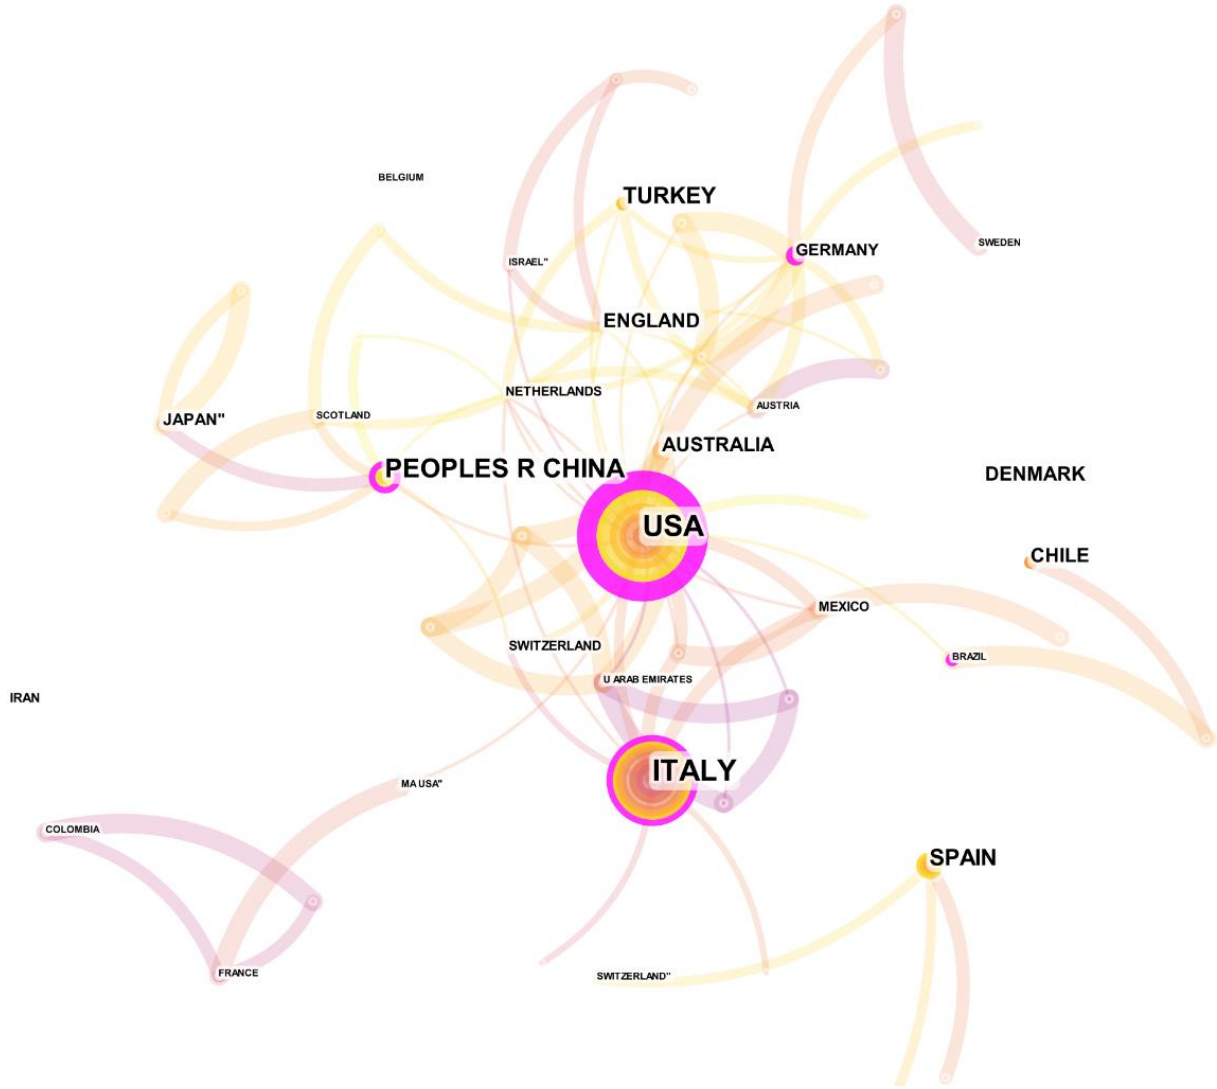 BELGIUM
TURKEY
SWEDEN
GERMANY
ISRAEL"
ENGLAND
NETHERLANDS
AUSTRIA
SCOTLAND
JAPAN"
AUSTRALIA
PEOPLES R CHINA
DENMARK
USA
CHILE
MEXICO
SWITZERLAND
BRAZIL
U ARAB EMIRATES
IRAN
ITALY
MA USA"
COLOMBIA
SPAIN
FRANCE
SWITZERLAND"